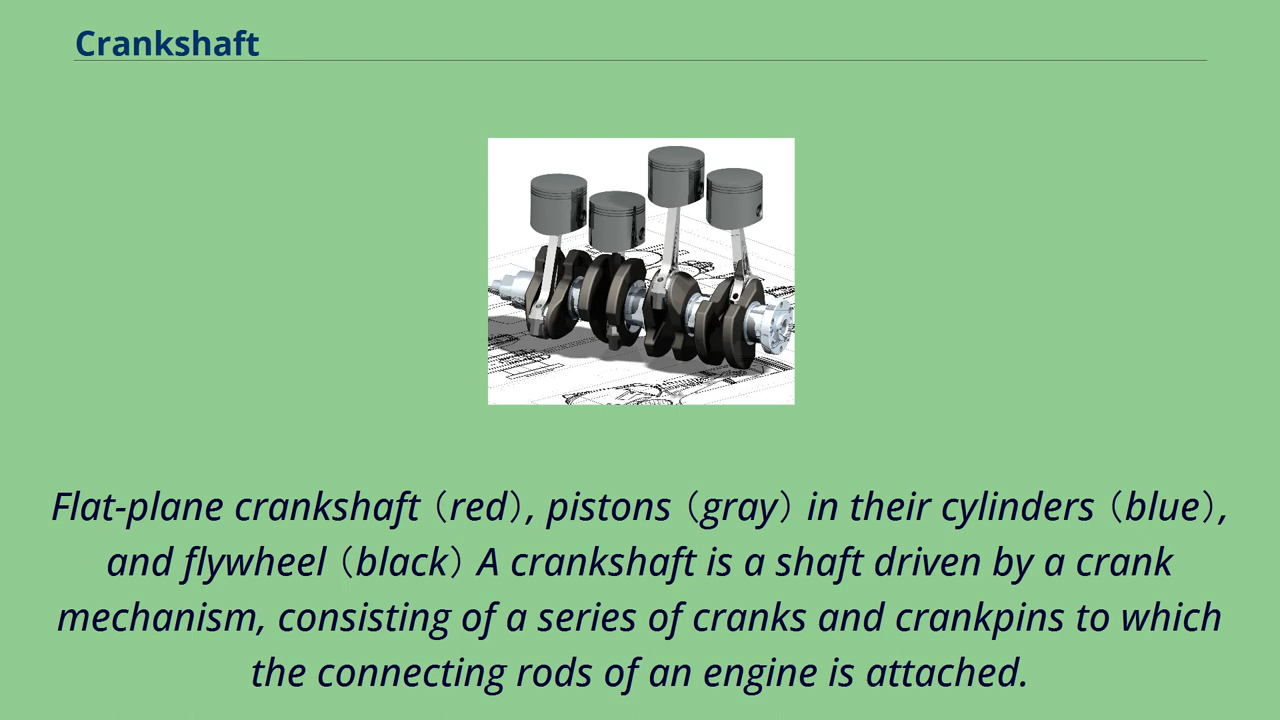 Crankshaft
Flat-plane crankshaft (red), pistons (gray) in their cylinders (blue),
and flywheel (black) A crankshaft is a shaft driven by a crank
mechanism, consisting of a series of cranks and crankpins to which
the connecting rods of an engine is attached.